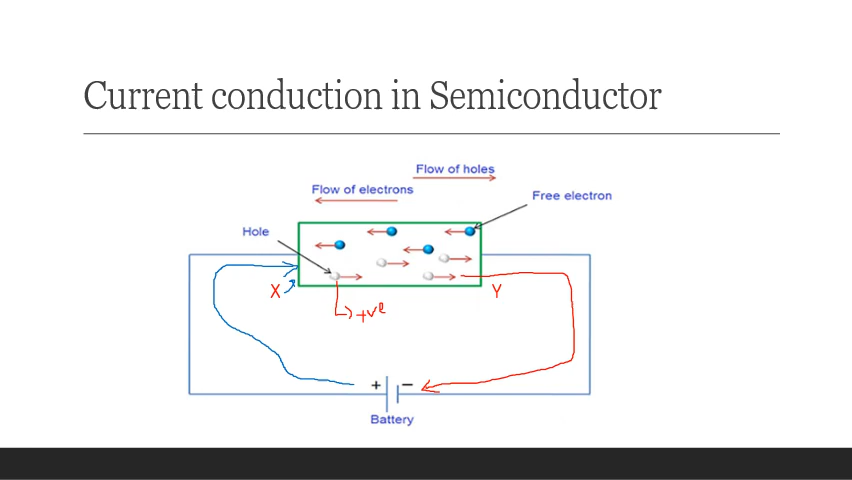 Current conduction in Semiconductor
Flow of holes
Flow of electrons
Free electron
Hole
X
Y
+ve
+ −
Battery